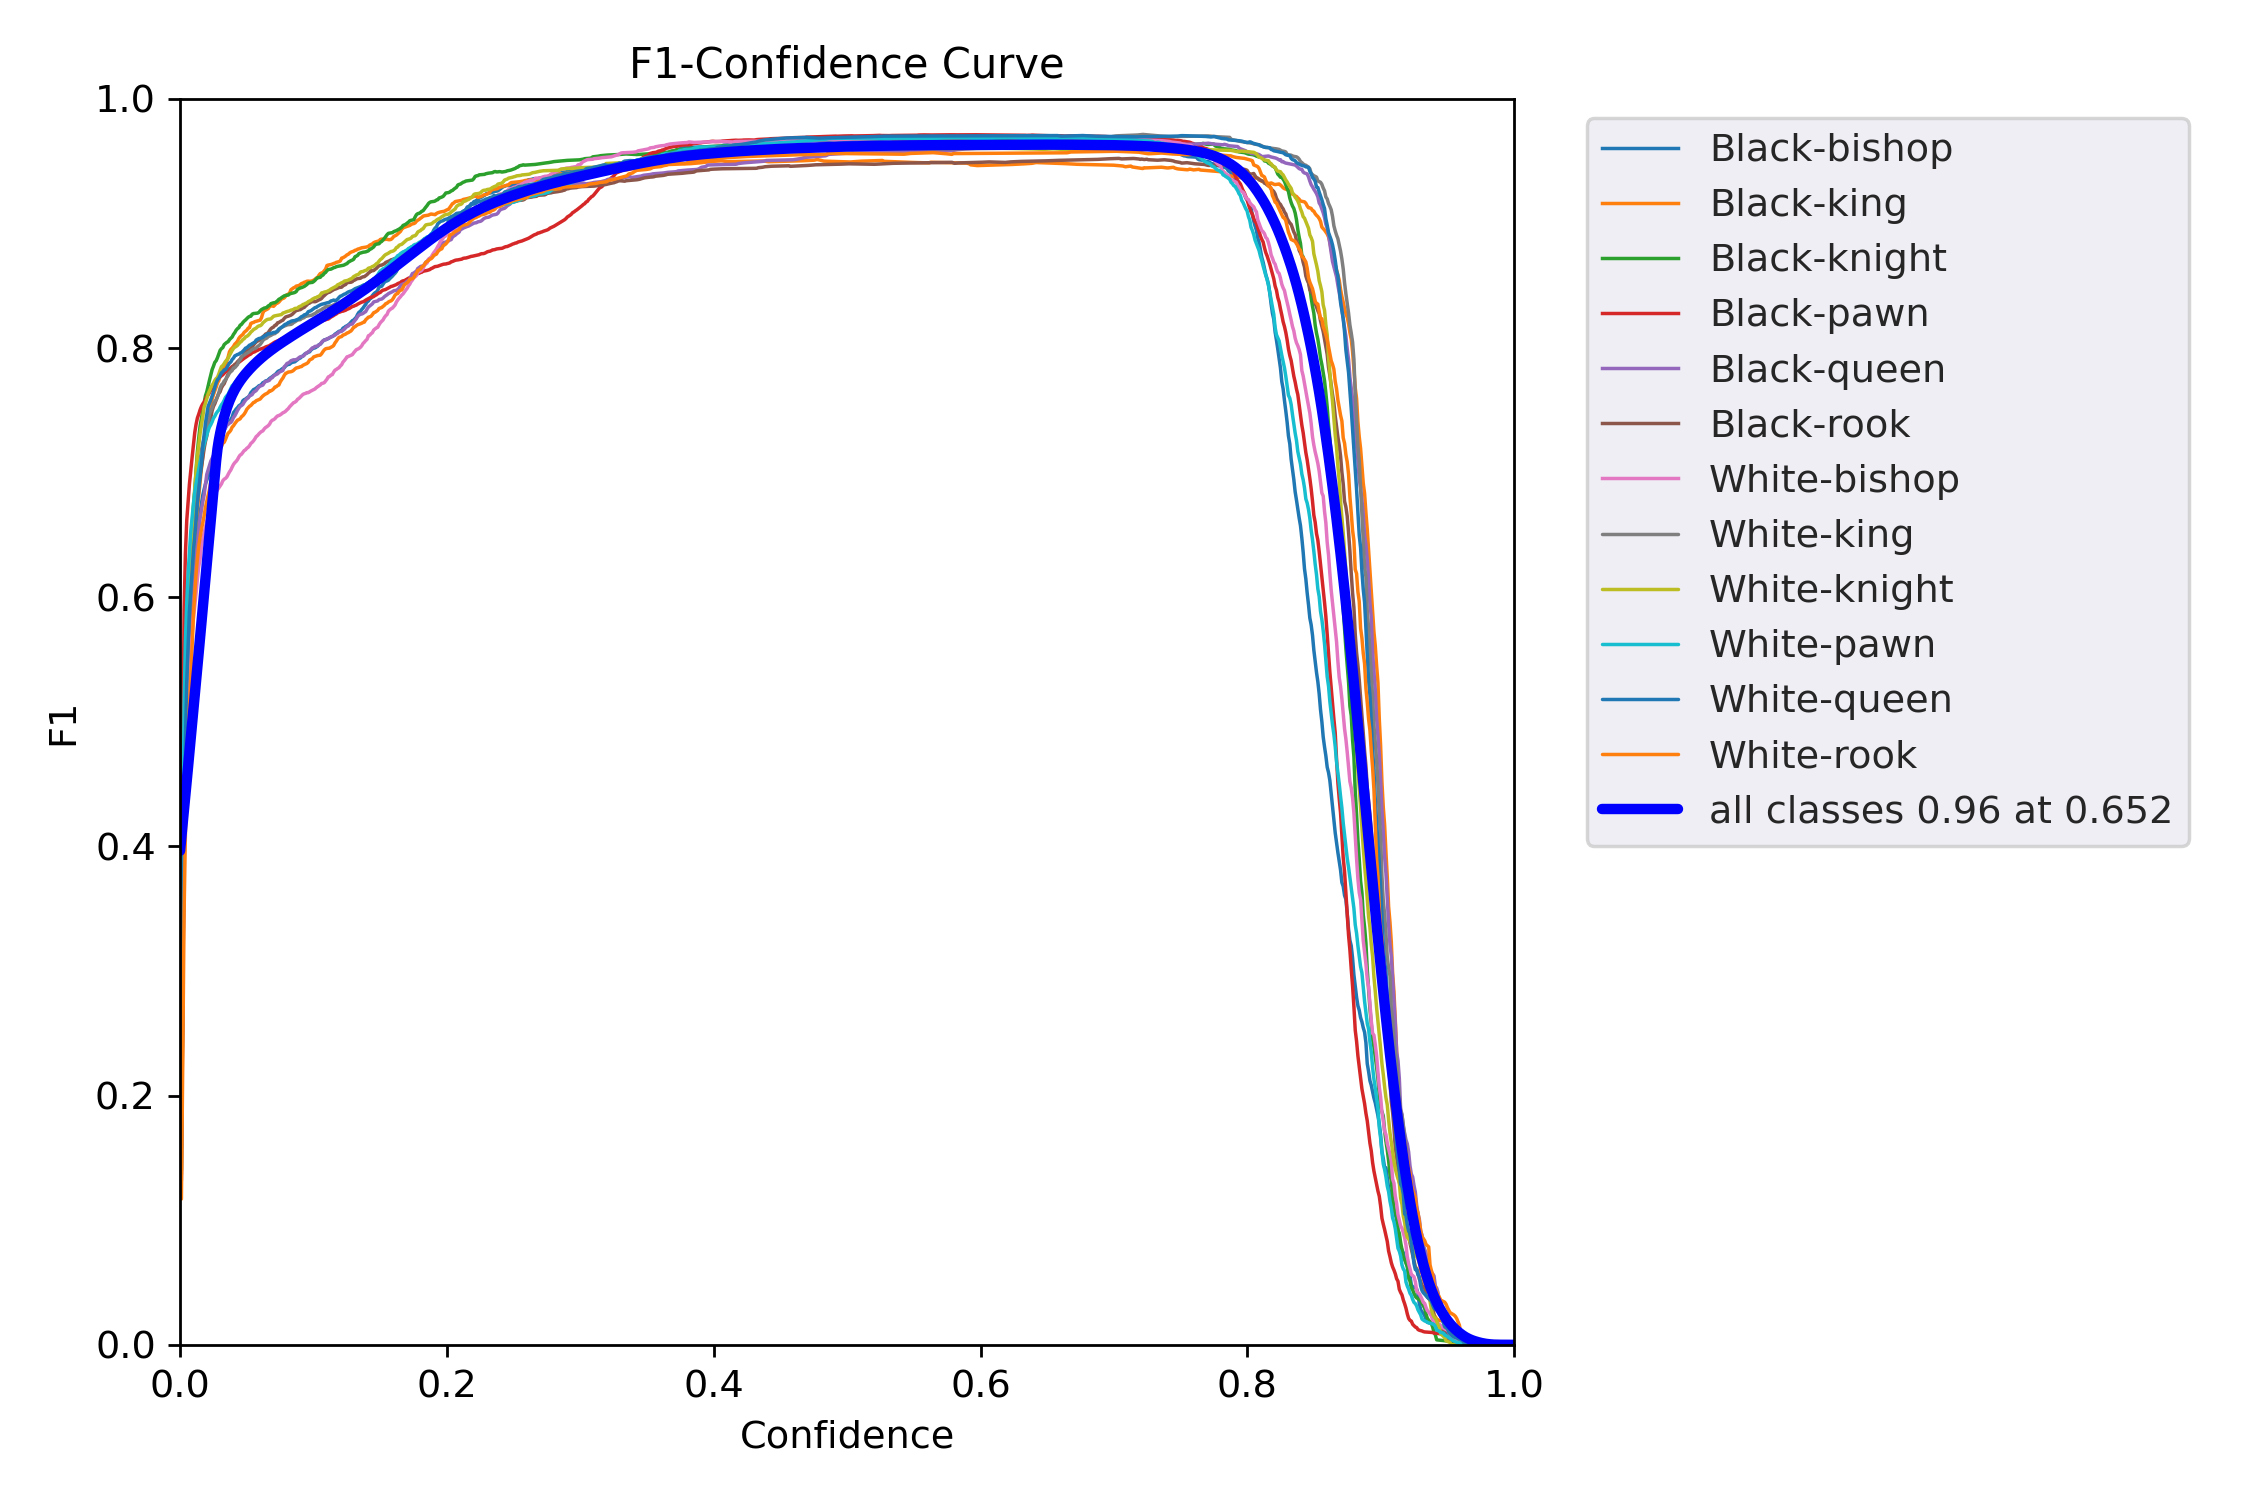 F1-Confidence Curve
1.0
0.8
0.6
0.4
0.2
0.0
F1
0.0 0.2 0.4 0.6 0.8 1.0
Confidence
Black-bishop
Black-king
Black-knight
Black-pawn
Black-queen
Black-rook
White-bishop
White-king
White-knight
White-pawn
White-queen
White-rook
all classes 0.96 at 0.652